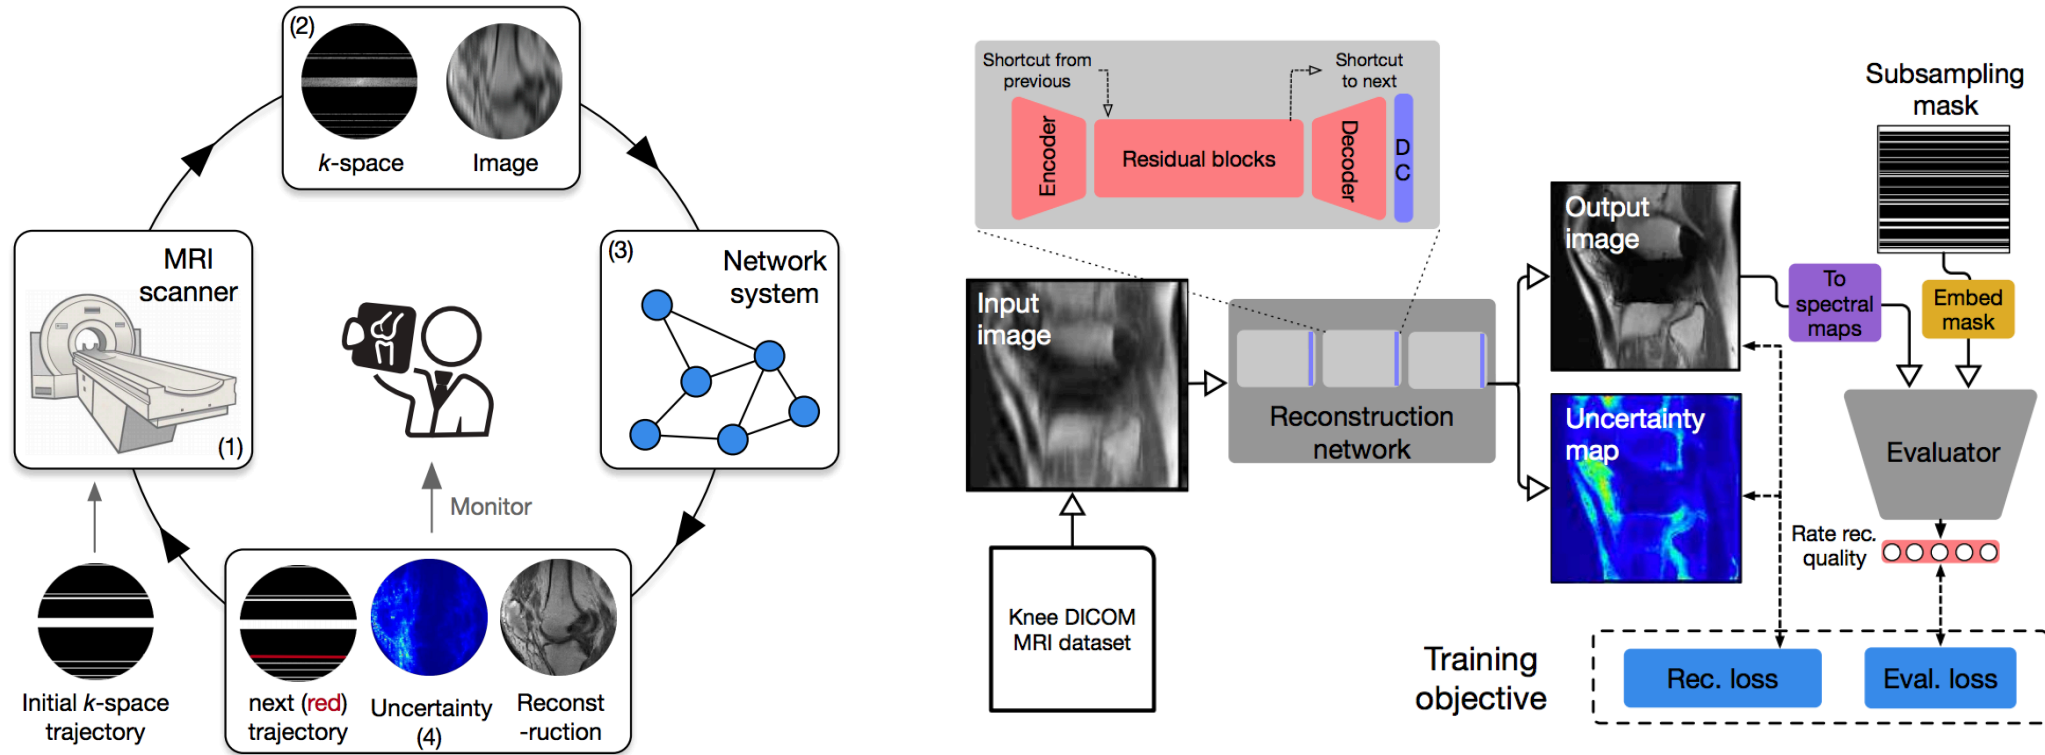 (2)
k-space
Image
MRI
scanner
(1)
(3)
Network
system
Monitor
Initial k-space
trajectory
next (red)
trajectory
Uncertainty
(4)
Reconst
-ruction
Shortcut from
previous
Shortcut
to next
Encoder
Residual blocks
Decoder
D
C
Input
image
Reconstruction
network
Knee DICOM
MRI dataset
Output
image
Uncertainty
map
Subsampling
mask
To
spectral
maps
Embed
mask
Evaluator
Rate rec.
quality
Training
objective
Rec. loss
Eval. loss